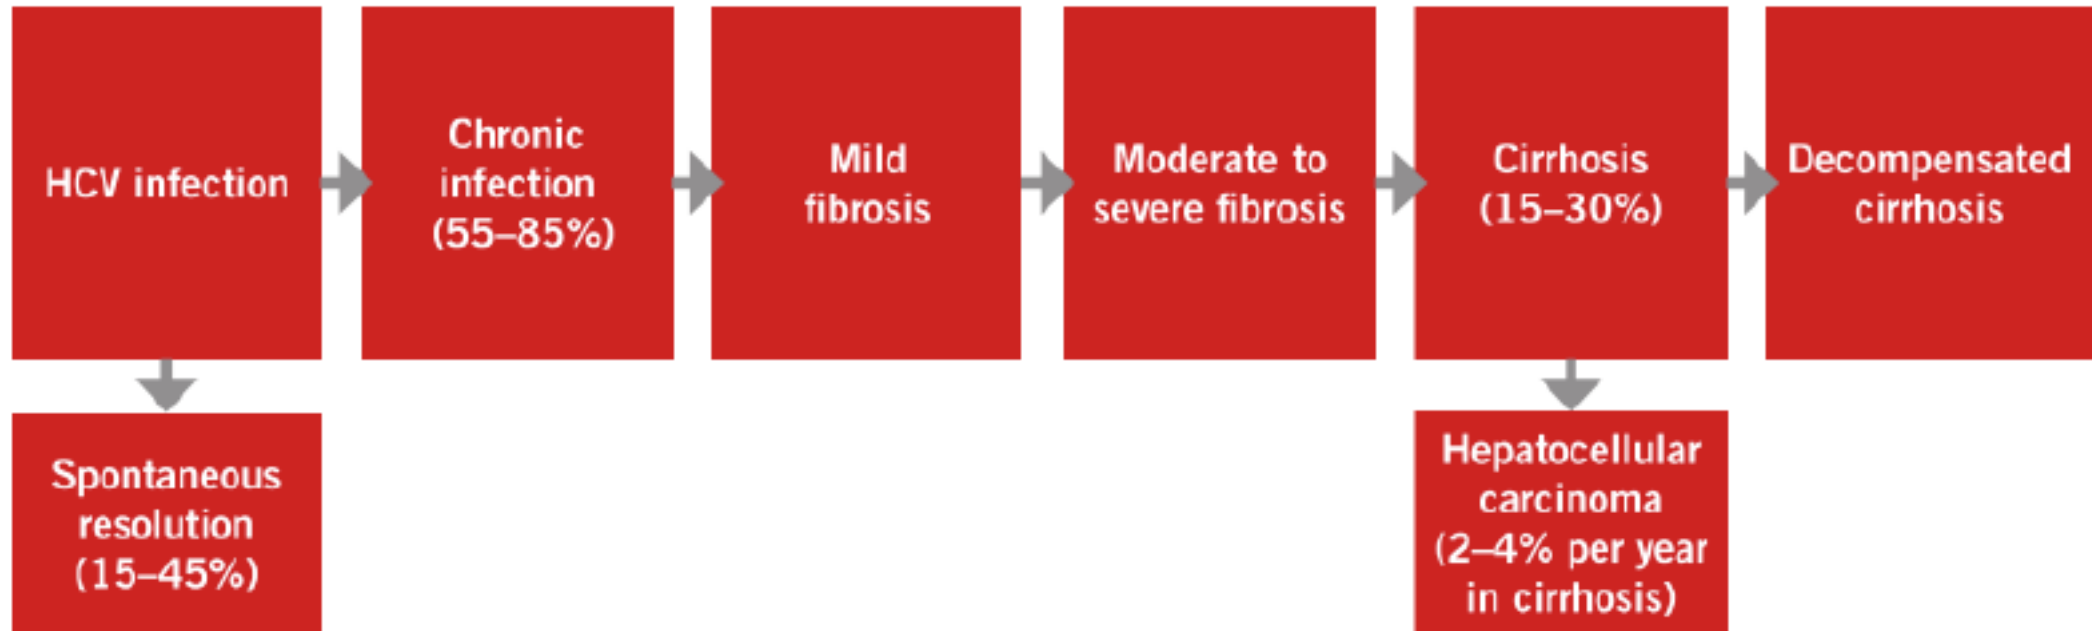 HCV infection
Chronic
infection
(55–85%)
Mild
fibrosis
Moderate to
severe fibrosis
Cirrhosis
(15–30%)
Decompensated
cirrhosis
Spontaneous
resolution
(15–45%)
Hepatocellular
carcinoma
(2–4% per year
in cirrhosis)